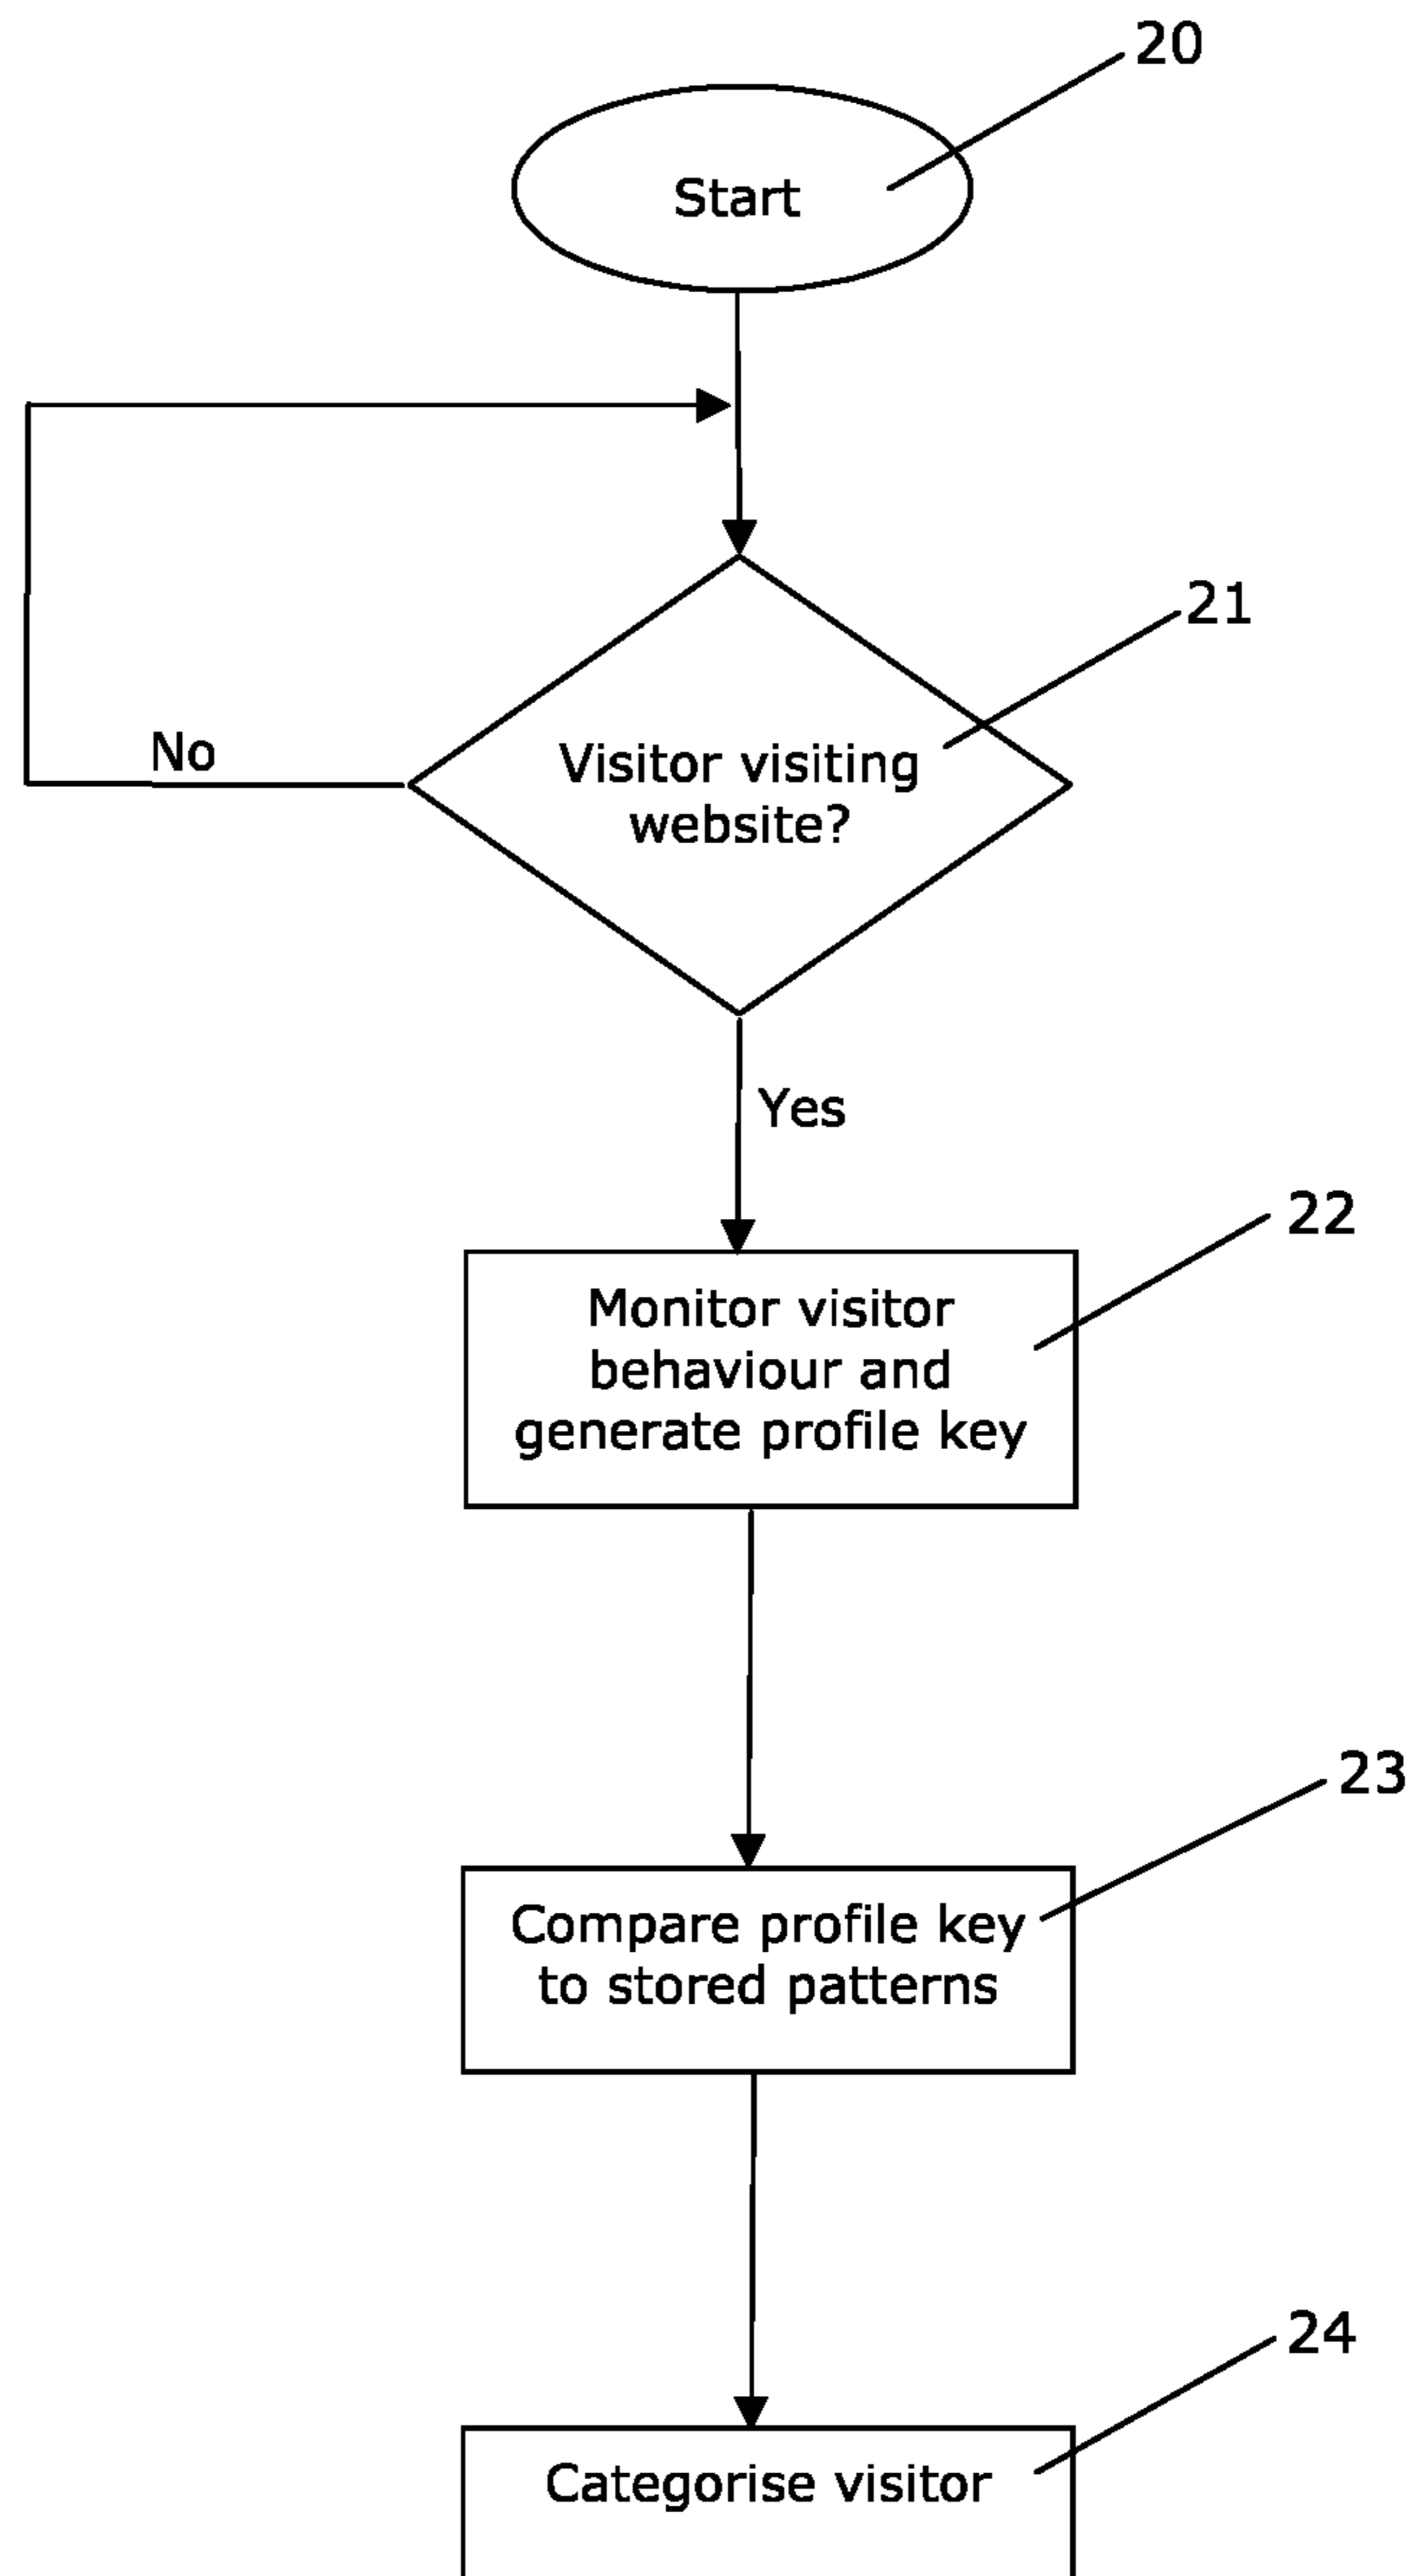 20
Start
21
Visitor visiting
website?
No
Yes
22
Monitor visitor
behaviour and
generate profile key
23
Compare profile key
to stored patterns
24
Categorise visitor